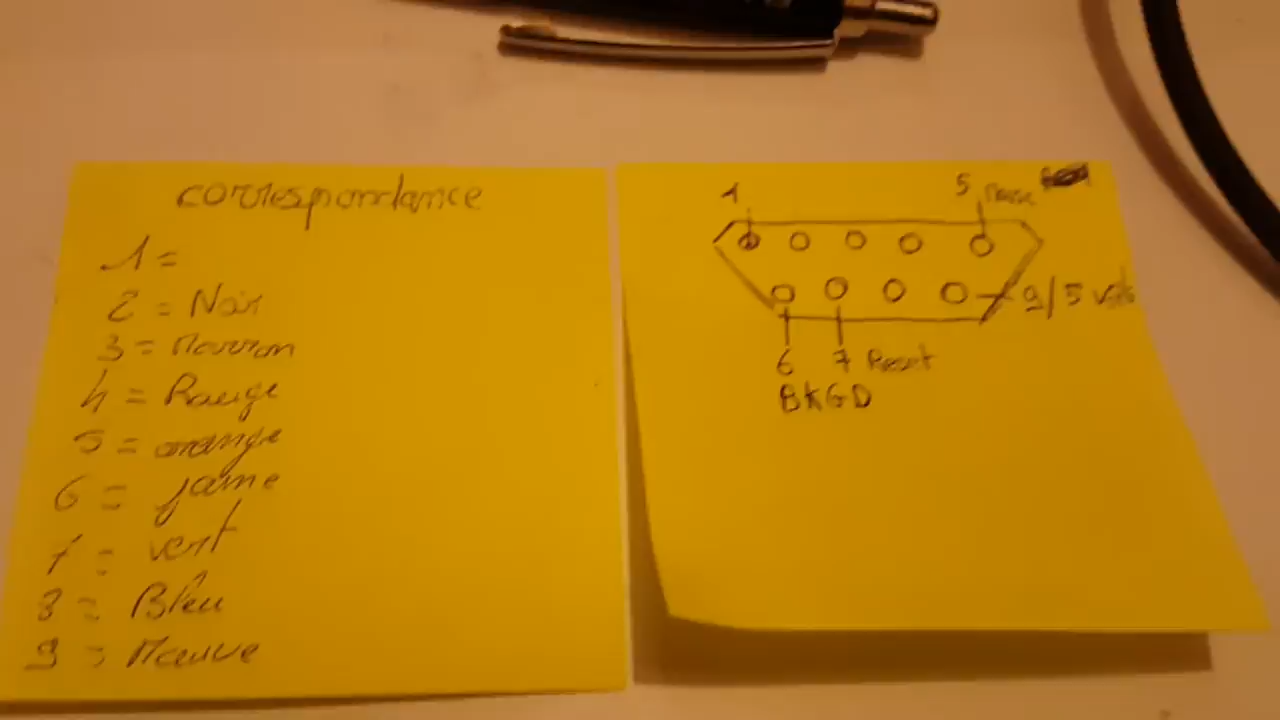 correspondance
1 =
2 = Noir
3 = Marron
4 = Rouge
5 = orange
6 = jaune
7 = vert
8 = Bleu
9 = Mauve
1
5 Masse
9/5 Volts
6
7 Reset
BKGD